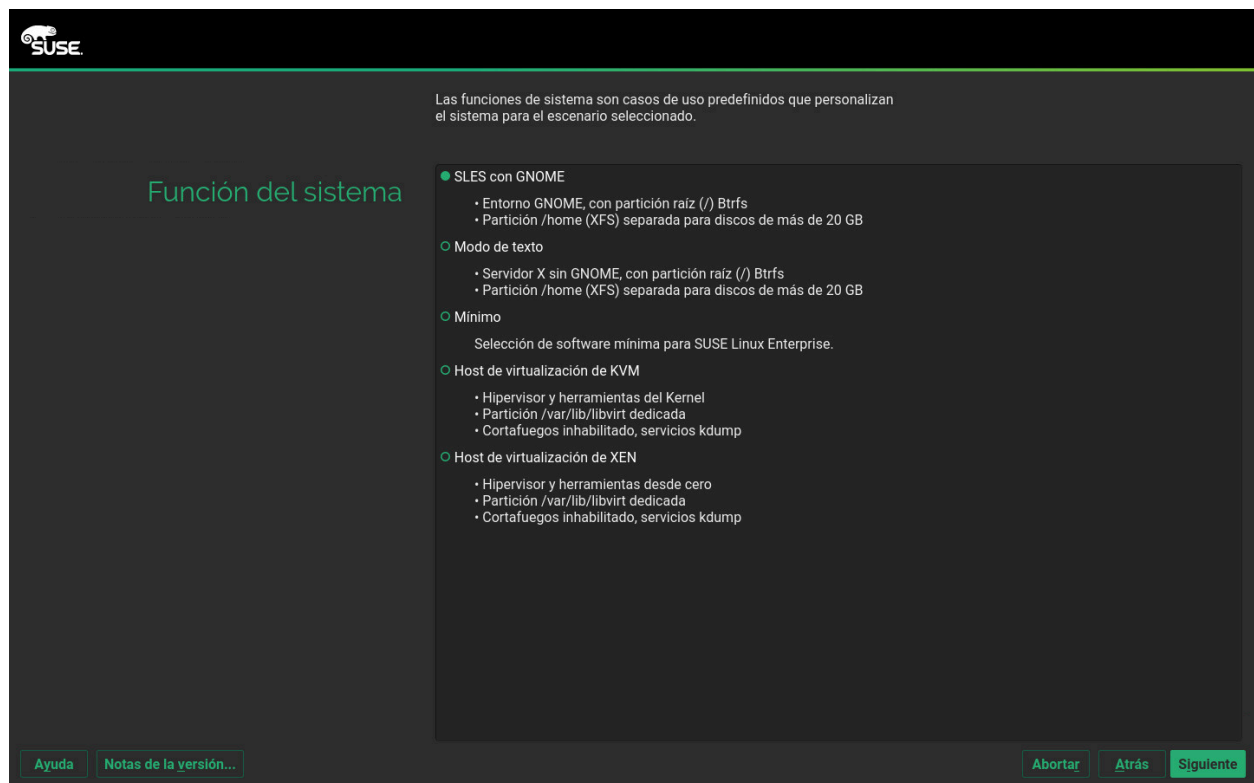 SUSE.
Las funciones de sistema son casos de uso predefinidos que personalizan
el sistema para el escenario seleccionado.
Función del sistema
SLES con GNOME
• Entorno GNOME, con partición raíz (/) Btrfs
• Partición /home (XFS) separada para discos de más de 20 GB
Modo de texto
• Servidor X sin GNOME, con partición raíz (/) Btrfs
• Partición /home (XFS) separada para discos de más de 20 GB
Mínimo
Selección de software mínima para SUSE Linux Enterprise.
Host de virtualización de KVM
• Hipervisor y herramientas del Kernel
• Partición /var/lib/libvirt dedicada
• Cortafuegos inhabilitado, servicios kdump
Host de virtualización de XEN
• Hipervisor y herramientas desde cero
• Partición /var/lib/libvirt dedicada
• Cortafuegos inhabilitado, servicios kdump
Ayuda Notas de la versión... Abortar Atrás Siguiente